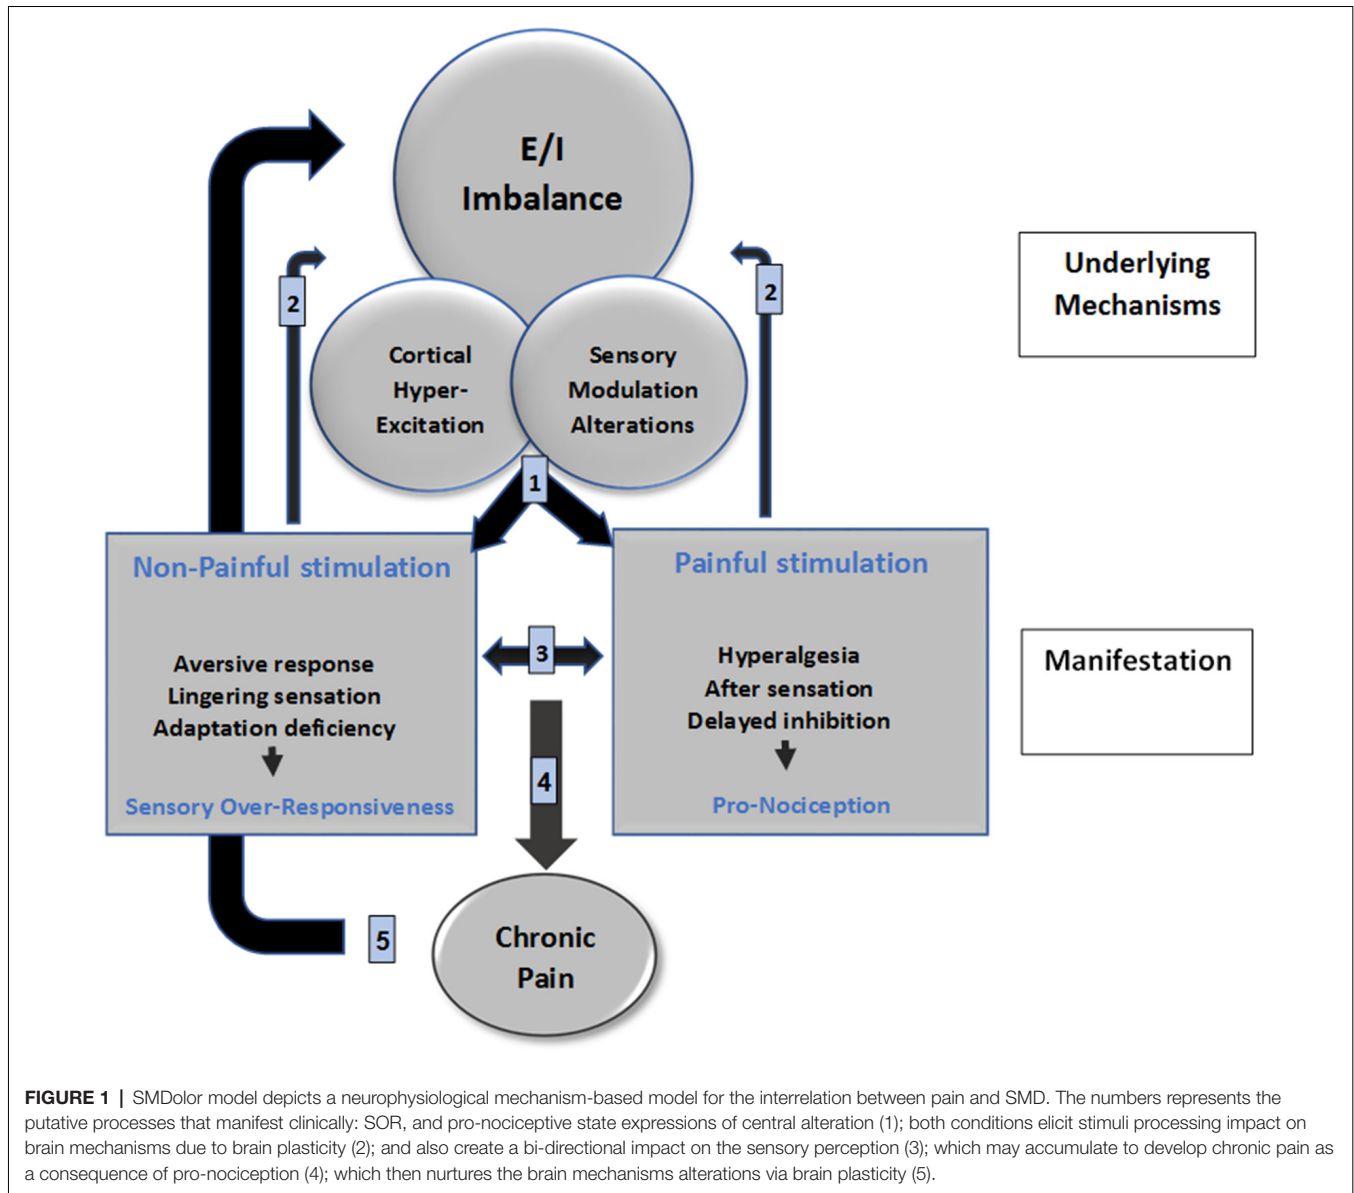 E/I
Imbalance
2
2
Underlying
Mechanisms
Cortical
Hyper-
Excitation
Sensory
Modulation
Alterations
1
Non-Painful stimulation
Aversive response
Lingering sensation
Adaptation deficiency
Sensory Over-Responsiveness
3
Painful stimulation
Hyperalgesia
After sensation
Delayed inhibition
Pro-Nociception
Manifestation
4
5
Chronic
Pain
FIGURE 1 | SMDolor model depicts a neurophysiological mechanism-based model for the interrelation between pain and SMD. The numbers represents the
putative processes that manifest clinically: SOR, and pro-nociceptive state expressions of central alteration (1); both conditions elicit stimuli processing impact on
brain mechanisms due to brain plasticity (2); and also create a bi-directional impact on the sensory perception (3); which may accumulate to develop chronic pain as
a consequence of pro-nociception (4); which then nurtures the brain mechanisms alterations via brain plasticity (5).